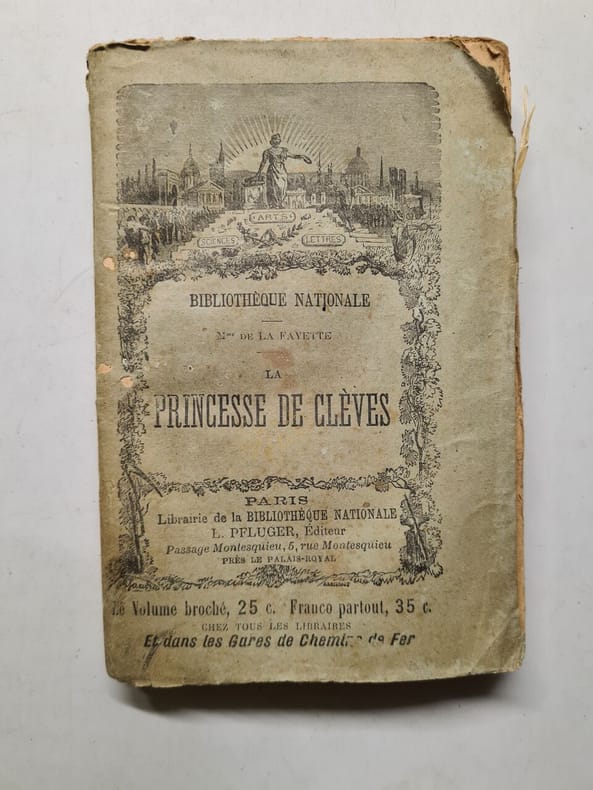 ARTS
SCIENCES
LETTRES
BIBLIOTHÈQUE NATIONALE
Mme DE LA FAYETTE
LA
PRINCESSE DE CLÈVES
PARIS
Librairie de la BIBLIOTHÈQUE NATIONALE
L. PFLUGER, Éditeur
Passage Montesquieu, 5, rue Montesquieu
PRÈS LE PALAIS-ROYAL
Le Volume broché, 25 c. Franco partout, 35 c.
CHEZ TOUS LES LIBRAIRES
Et dans les Gares de Chemins de Fer